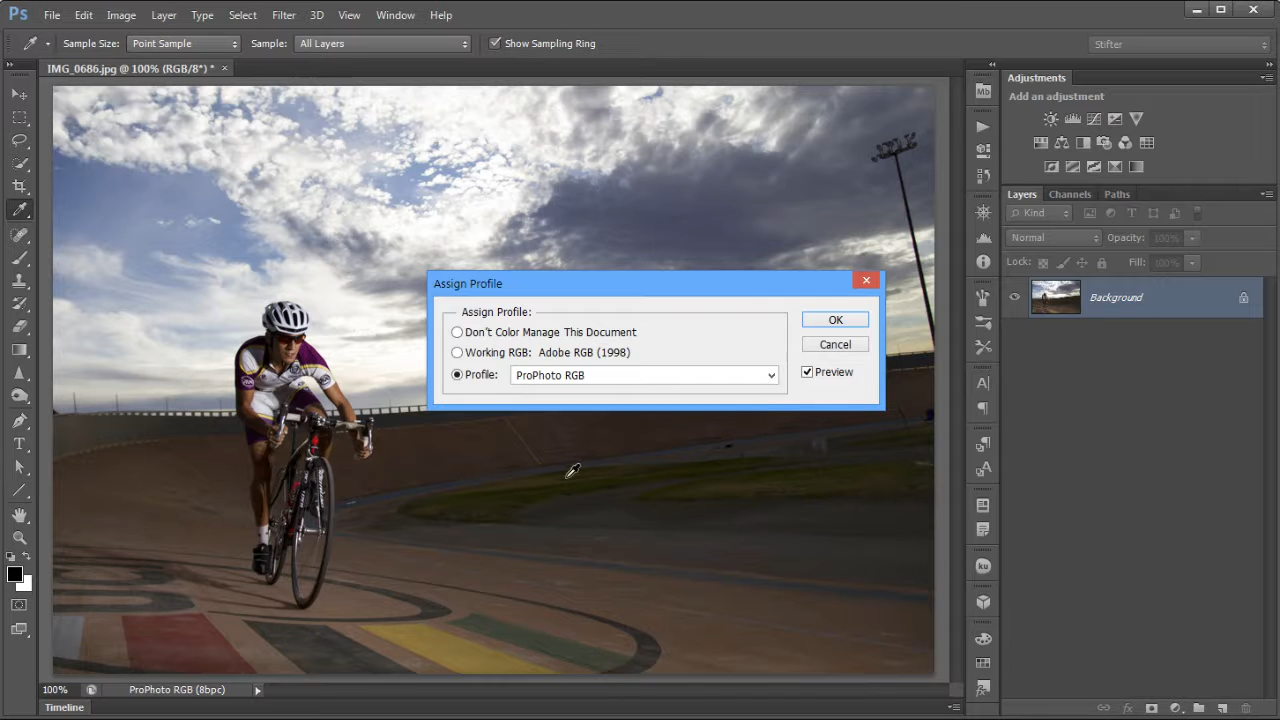 Ps File Edit Image Layer Type Select Filter 3D View Window Help
Sample Size: Point Sample Sample: All Layers Show Sampling Ring Stifter
IMG_0686.jpg @ 100% (RGB/8*) *
Adjustments
Add an adjustment
Layers Channels Paths
Kind
Normal Opacity: 100%
Lock: Fill: 100%
Background
Assign Profile
Assign Profile:
Don't Color Manage This Document
Working RGB: Adobe RGB (1998)
Profile: ProPhoto RGB
OK
Cancel
Preview
Mb
A
ku
T
100% ProPhoto RGB (8bpc)
Timeline